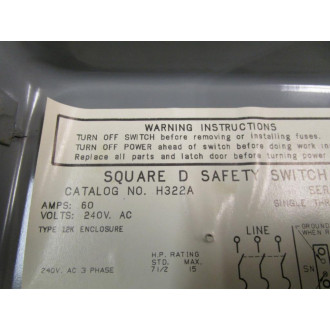 WARNING INSTRUCTIONS
TURN OFF SWITCH before removing or installing fuses.
TURN OFF POWER ahead of switch before doing work in
Replace all parts and latch door before turning power
SQUARE D SAFETY SWITCH
CATALOG NO. H322A SER
AMPS: 60 SINGLE THR
VOLTS: 240V. AC
TYPE 12K ENCLOSURE
LINE
GROUND
WHEN R
H.P. RATING
STD. MAX.
240V. AC 3 PHASE 7 1/2 15
SN